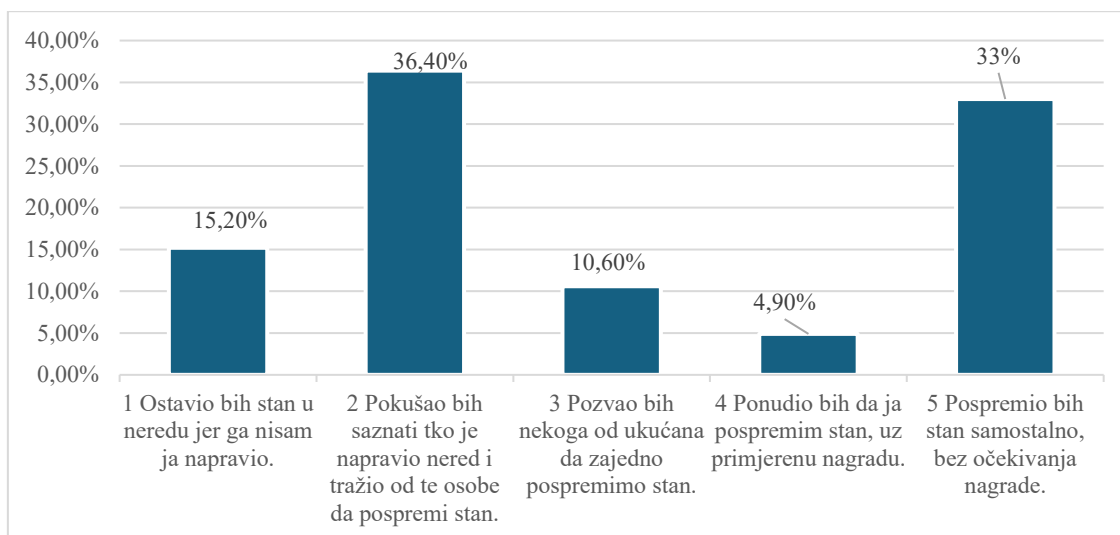 40,00%
35,00%
30,00%
25,00%
20,00%
15,00%
10,00%
5,00%
0,00%
15,20%
36,40%
10,60%
4,90%
33%
1 Ostavio bih stan u
neredu jer ga nisam
ja napravio.
2 Pokušao bih
saznati tko je
napravio nered i
tražio od te osobe
da pospremi stan.
3 Pozvao bih
nekoga od ukućana
da zajedno
pospremimo stan.
4 Ponudio bih da ja
pospremim stan, uz
primjerenu nagradu.
5 Pospremio bih
stan samostalno,
bez očekivanja
nagrade.